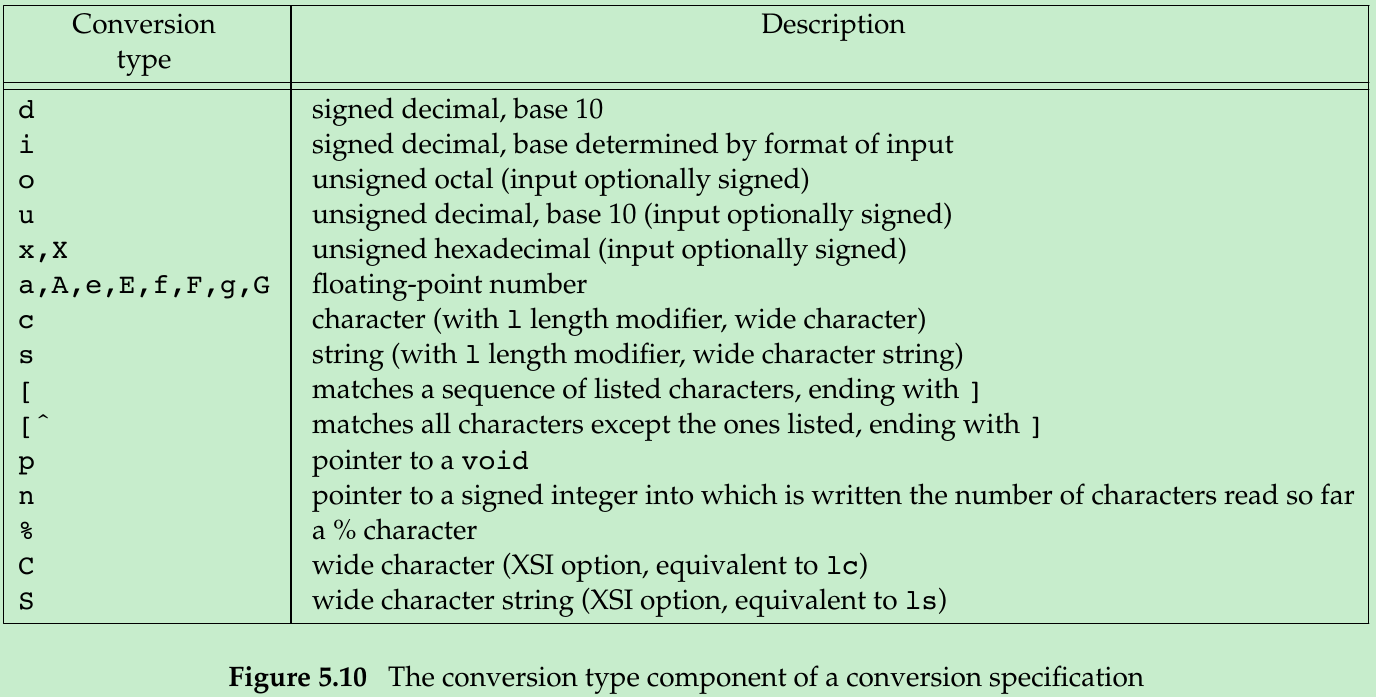 Conversion type Description
d signed decimal, base 10
i signed decimal, base determined by format of input
o unsigned octal (input optionally signed)
u unsigned decimal, base 10 (input optionally signed)
x,X unsigned hexadecimal (input optionally signed)
a,A,e,E,f,F,g,G floating-point number
c character (with l length modifier, wide character)
s string (with l length modifier, wide character string)
[ matches a sequence of listed characters, ending with ]
[^ matches all characters except the ones listed, ending with ]
p pointer to a void
n pointer to a signed integer into which is written the number of characters read so far
% a % character
C wide character (XSI option, equivalent to lc)
S wide character string (XSI option, equivalent to ls)
Figure 5.10 The conversion type component of a conversion specification